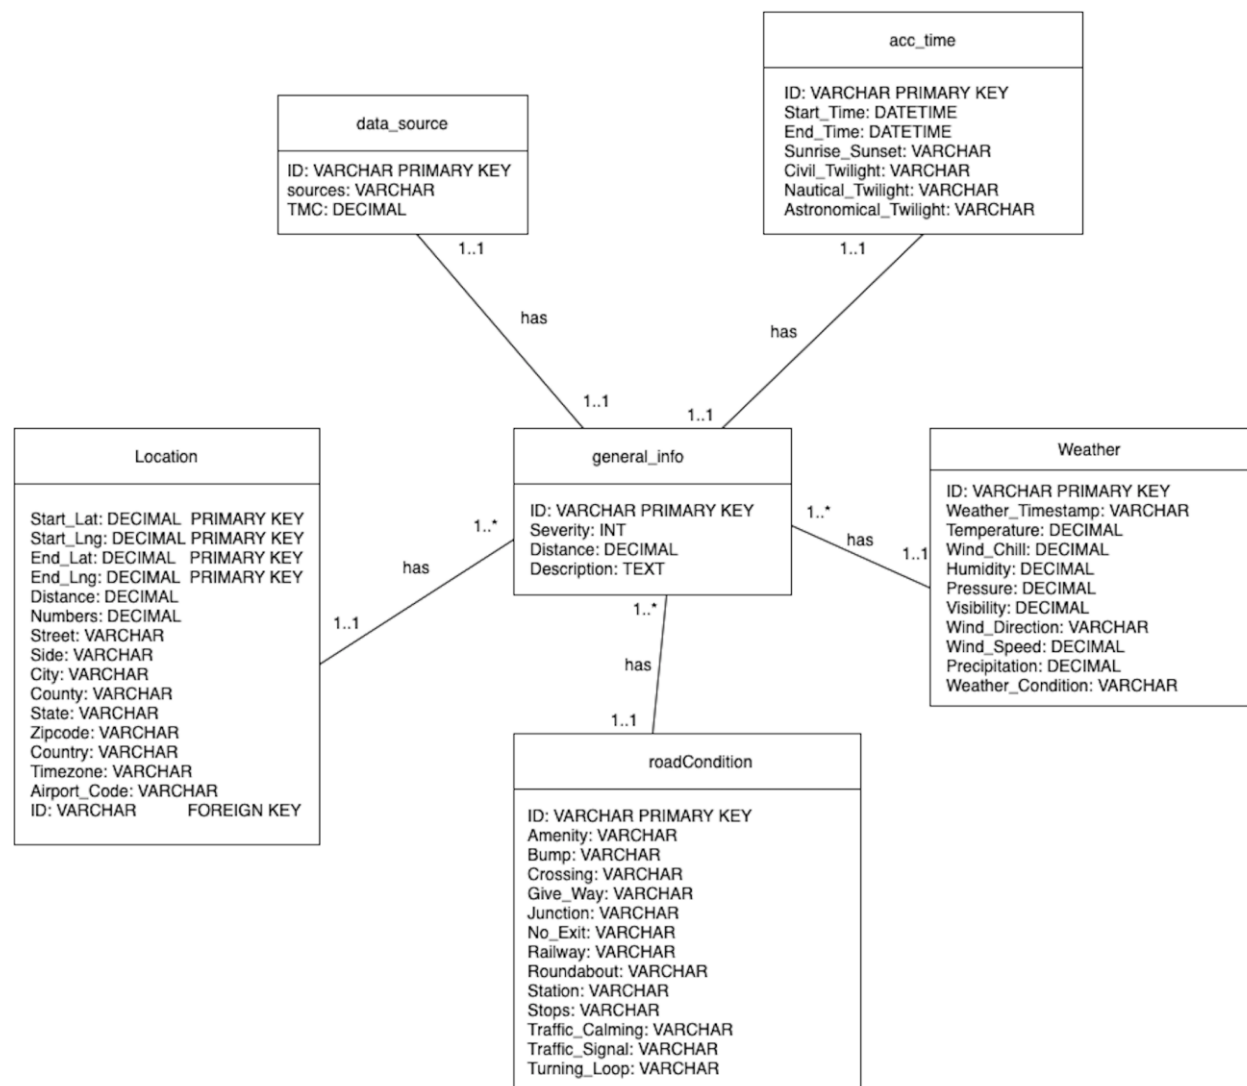 acc_time
ID: VARCHAR PRIMARY KEY
Start_Time: DATETIME
End_Time: DATETIME
Sunrise_Sunset: VARCHAR
Civil_Twilight: VARCHAR
Nautical_Twilight: VARCHAR
Astronomical_Twilight: VARCHAR
data_source
ID: VARCHAR PRIMARY KEY
sources: VARCHAR
TMC: DECIMAL
1..1
1..1
has
has
1..1
1..1
Location
Start_Lat: DECIMAL PRIMARY KEY
Start_Lng: DECIMAL PRIMARY KEY
End_Lat: DECIMAL PRIMARY KEY
End_Lng: DECIMAL PRIMARY KEY
Distance: DECIMAL
Numbers: DECIMAL
Street: VARCHAR
Side: VARCHAR
City: VARCHAR
County: VARCHAR
State: VARCHAR
Zipcode: VARCHAR
Country: VARCHAR
Timezone: VARCHAR
Airport_Code: VARCHAR
ID: VARCHAR FOREIGN KEY
1..*
has
1..1
general_info
ID: VARCHAR PRIMARY KEY
Severity: INT
Distance: DECIMAL
Description: TEXT
1..*
has
1..1
Weather
ID: VARCHAR PRIMARY KEY
Weather_Timestamp: VARCHAR
Temperature: DECIMAL
Wind_Chill: DECIMAL
Humidity: DECIMAL
Pressure: DECIMAL
Visibility: DECIMAL
Wind_Direction: VARCHAR
Wind_Speed: DECIMAL
Precipitation: DECIMAL
Weather_Condition: VARCHAR
1..*
has
1..1
roadCondition
ID: VARCHAR PRIMARY KEY
Amenity: VARCHAR
Bump: VARCHAR
Crossing: VARCHAR
Give_Way: VARCHAR
Junction: VARCHAR
No_Exit: VARCHAR
Railway: VARCHAR
Roundabout: VARCHAR
Station: VARCHAR
Stops: VARCHAR
Traffic_Calming: VARCHAR
Traffic_Signal: VARCHAR
Turning_Loop: VARCHAR